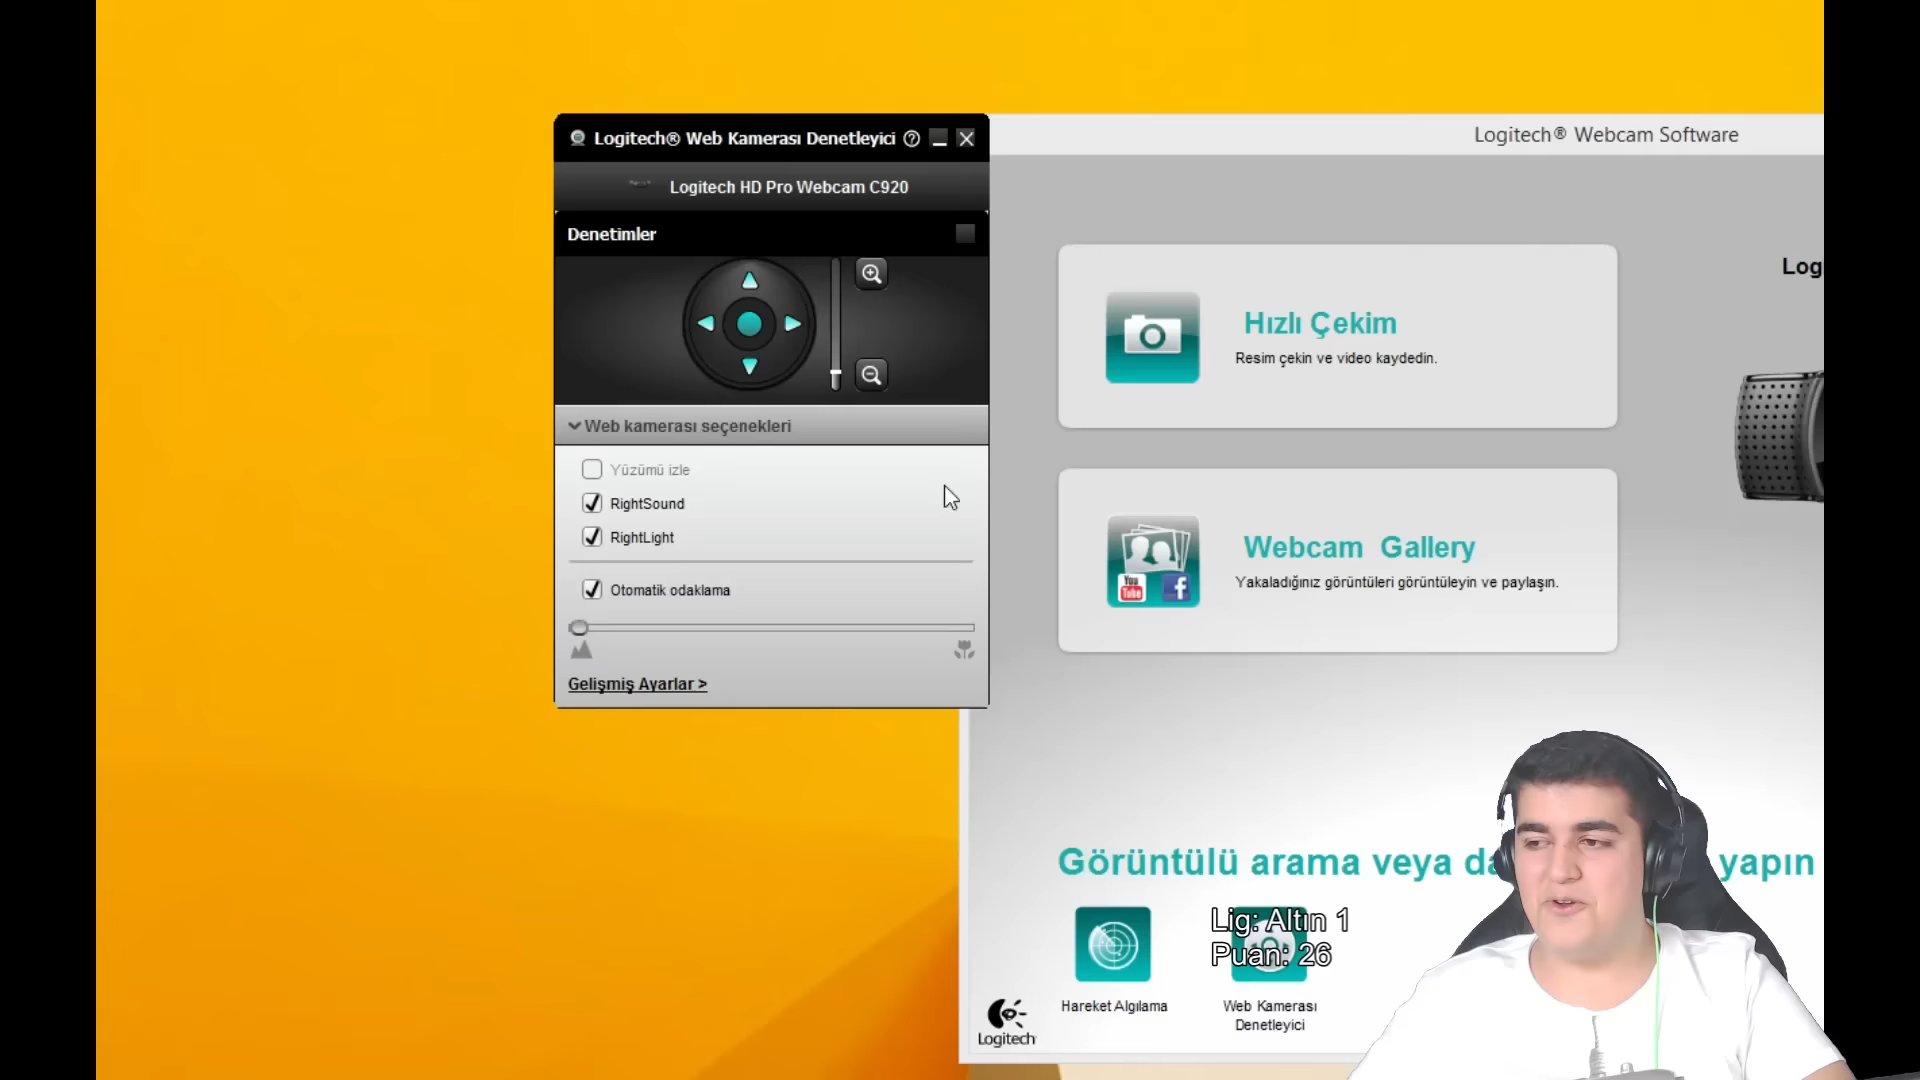 Logitech® Web Kamerası Denetleyici
Logitech HD Pro Webcam C920
Denetimler
Web kamerası seçenekleri
Yüzümü izle
RightSound
RightLight
Otomatik odaklama
Gelişmiş Ayarlar >
Logitech® Webcam Software
Log
Hızlı Çekim
Resim çekin ve video kaydedin.
Webcam Gallery
You
Tube
f
Yakaladığınız görüntüleri görüntüleyin ve paylaşın.
Görüntülü arama veya da yapın
Lig: Altın 1
Puan: 26
Hareket Algılama
Web Kamerası
Denetleyici
Logitech